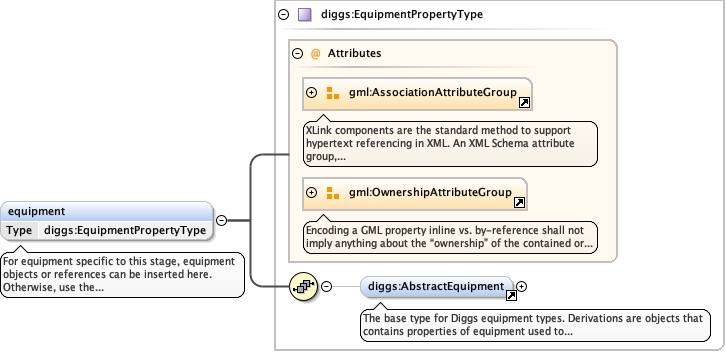 diggs:EquipmentPropertyType
@ Attributes
gml:AssociationAttributeGroup
XLink components are the standard method to support
hypertext referencing in XML. An XML Schema attribute
group,...
gml:OwnershipAttributeGroup
Encoding a GML property inline vs. by-reference shall not
imply anything about the "ownership" of the contained or...
equipment
Type diggs:EquipmentPropertyType
For equipment specific to this stage, equipment
objects or references can be inserted here.
Otherwise, use the...
diggs:AbstractEquipment
The base type for Diggs equipment types. Derivations are objects that
contains properties of equipment used to...